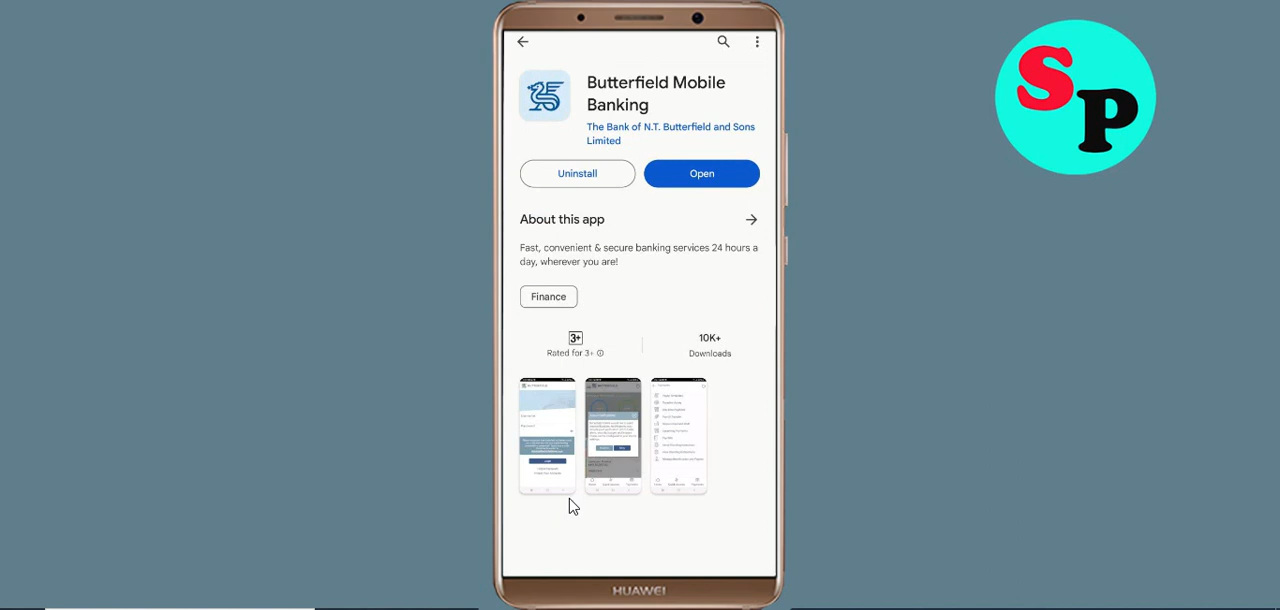 SP
Butterfield Mobile
Banking
The Bank of N.T. Butterfield and Sons
Limited
Uninstall
Open
About this app
Fast, convenient & secure banking services 24 hours a
day, wherever you are!
Finance
3+
Rated for 3+
10K+
Downloads
HUAWEI